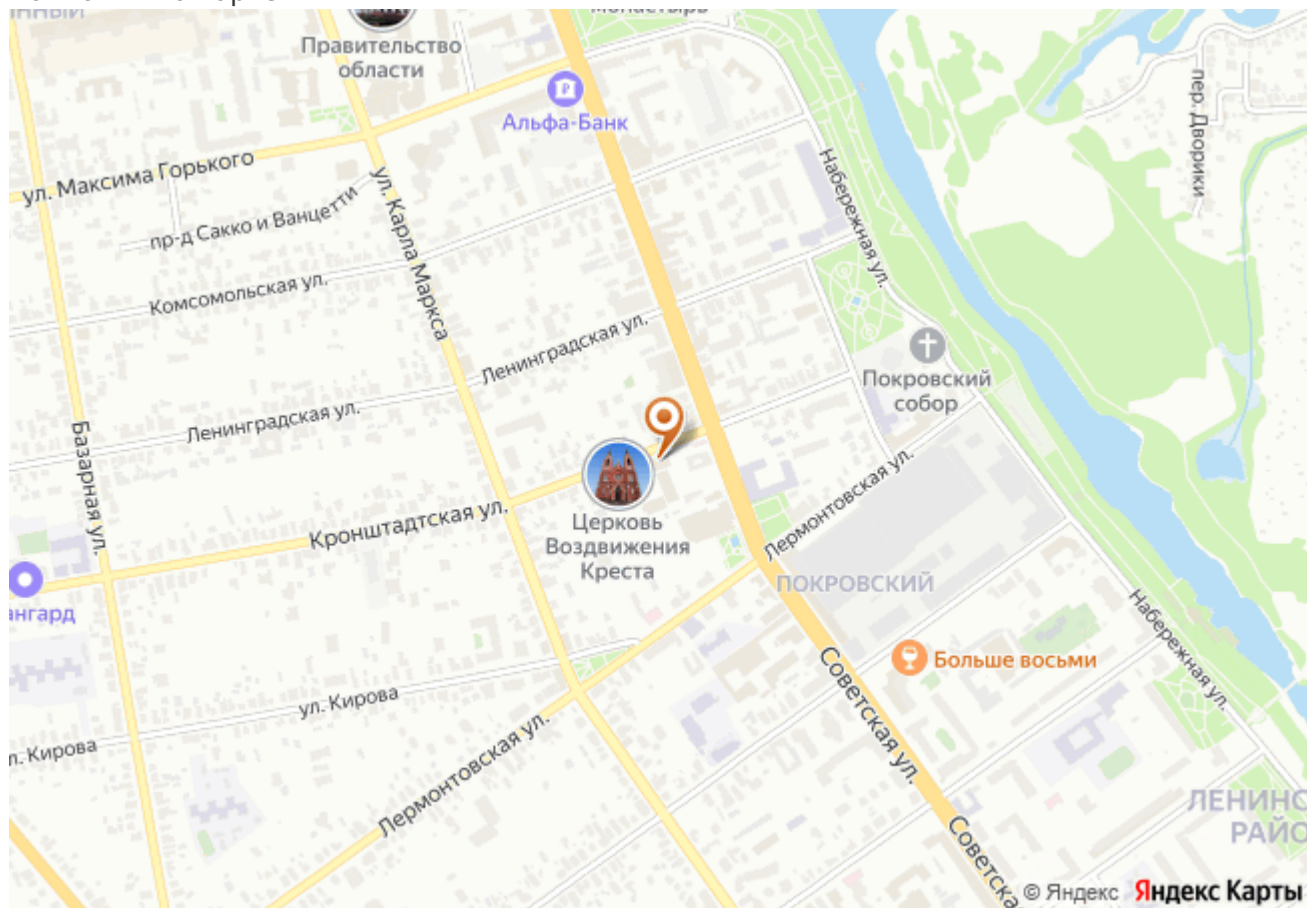 Правительство
области
Альфа-Банк
ул. Максима Горького
пр-д Сакко и Ванцетти
ул. Карла Маркса
Набережная ул.
пер. Дворики
Комсомольская ул.
Ленинградская ул.
Покровский
собор
Ленинградская ул.
Базарная ул.
Кронштадтская ул.
Церковь
Воздвижения
Креста
Лермонтовская ул.
ПОКРОВСКИЙ
Набережная ул.
Больше восьми
ул. Кирова
Советская ул.
Лермонтовская ул.
© Яндекс Яндекс Карты